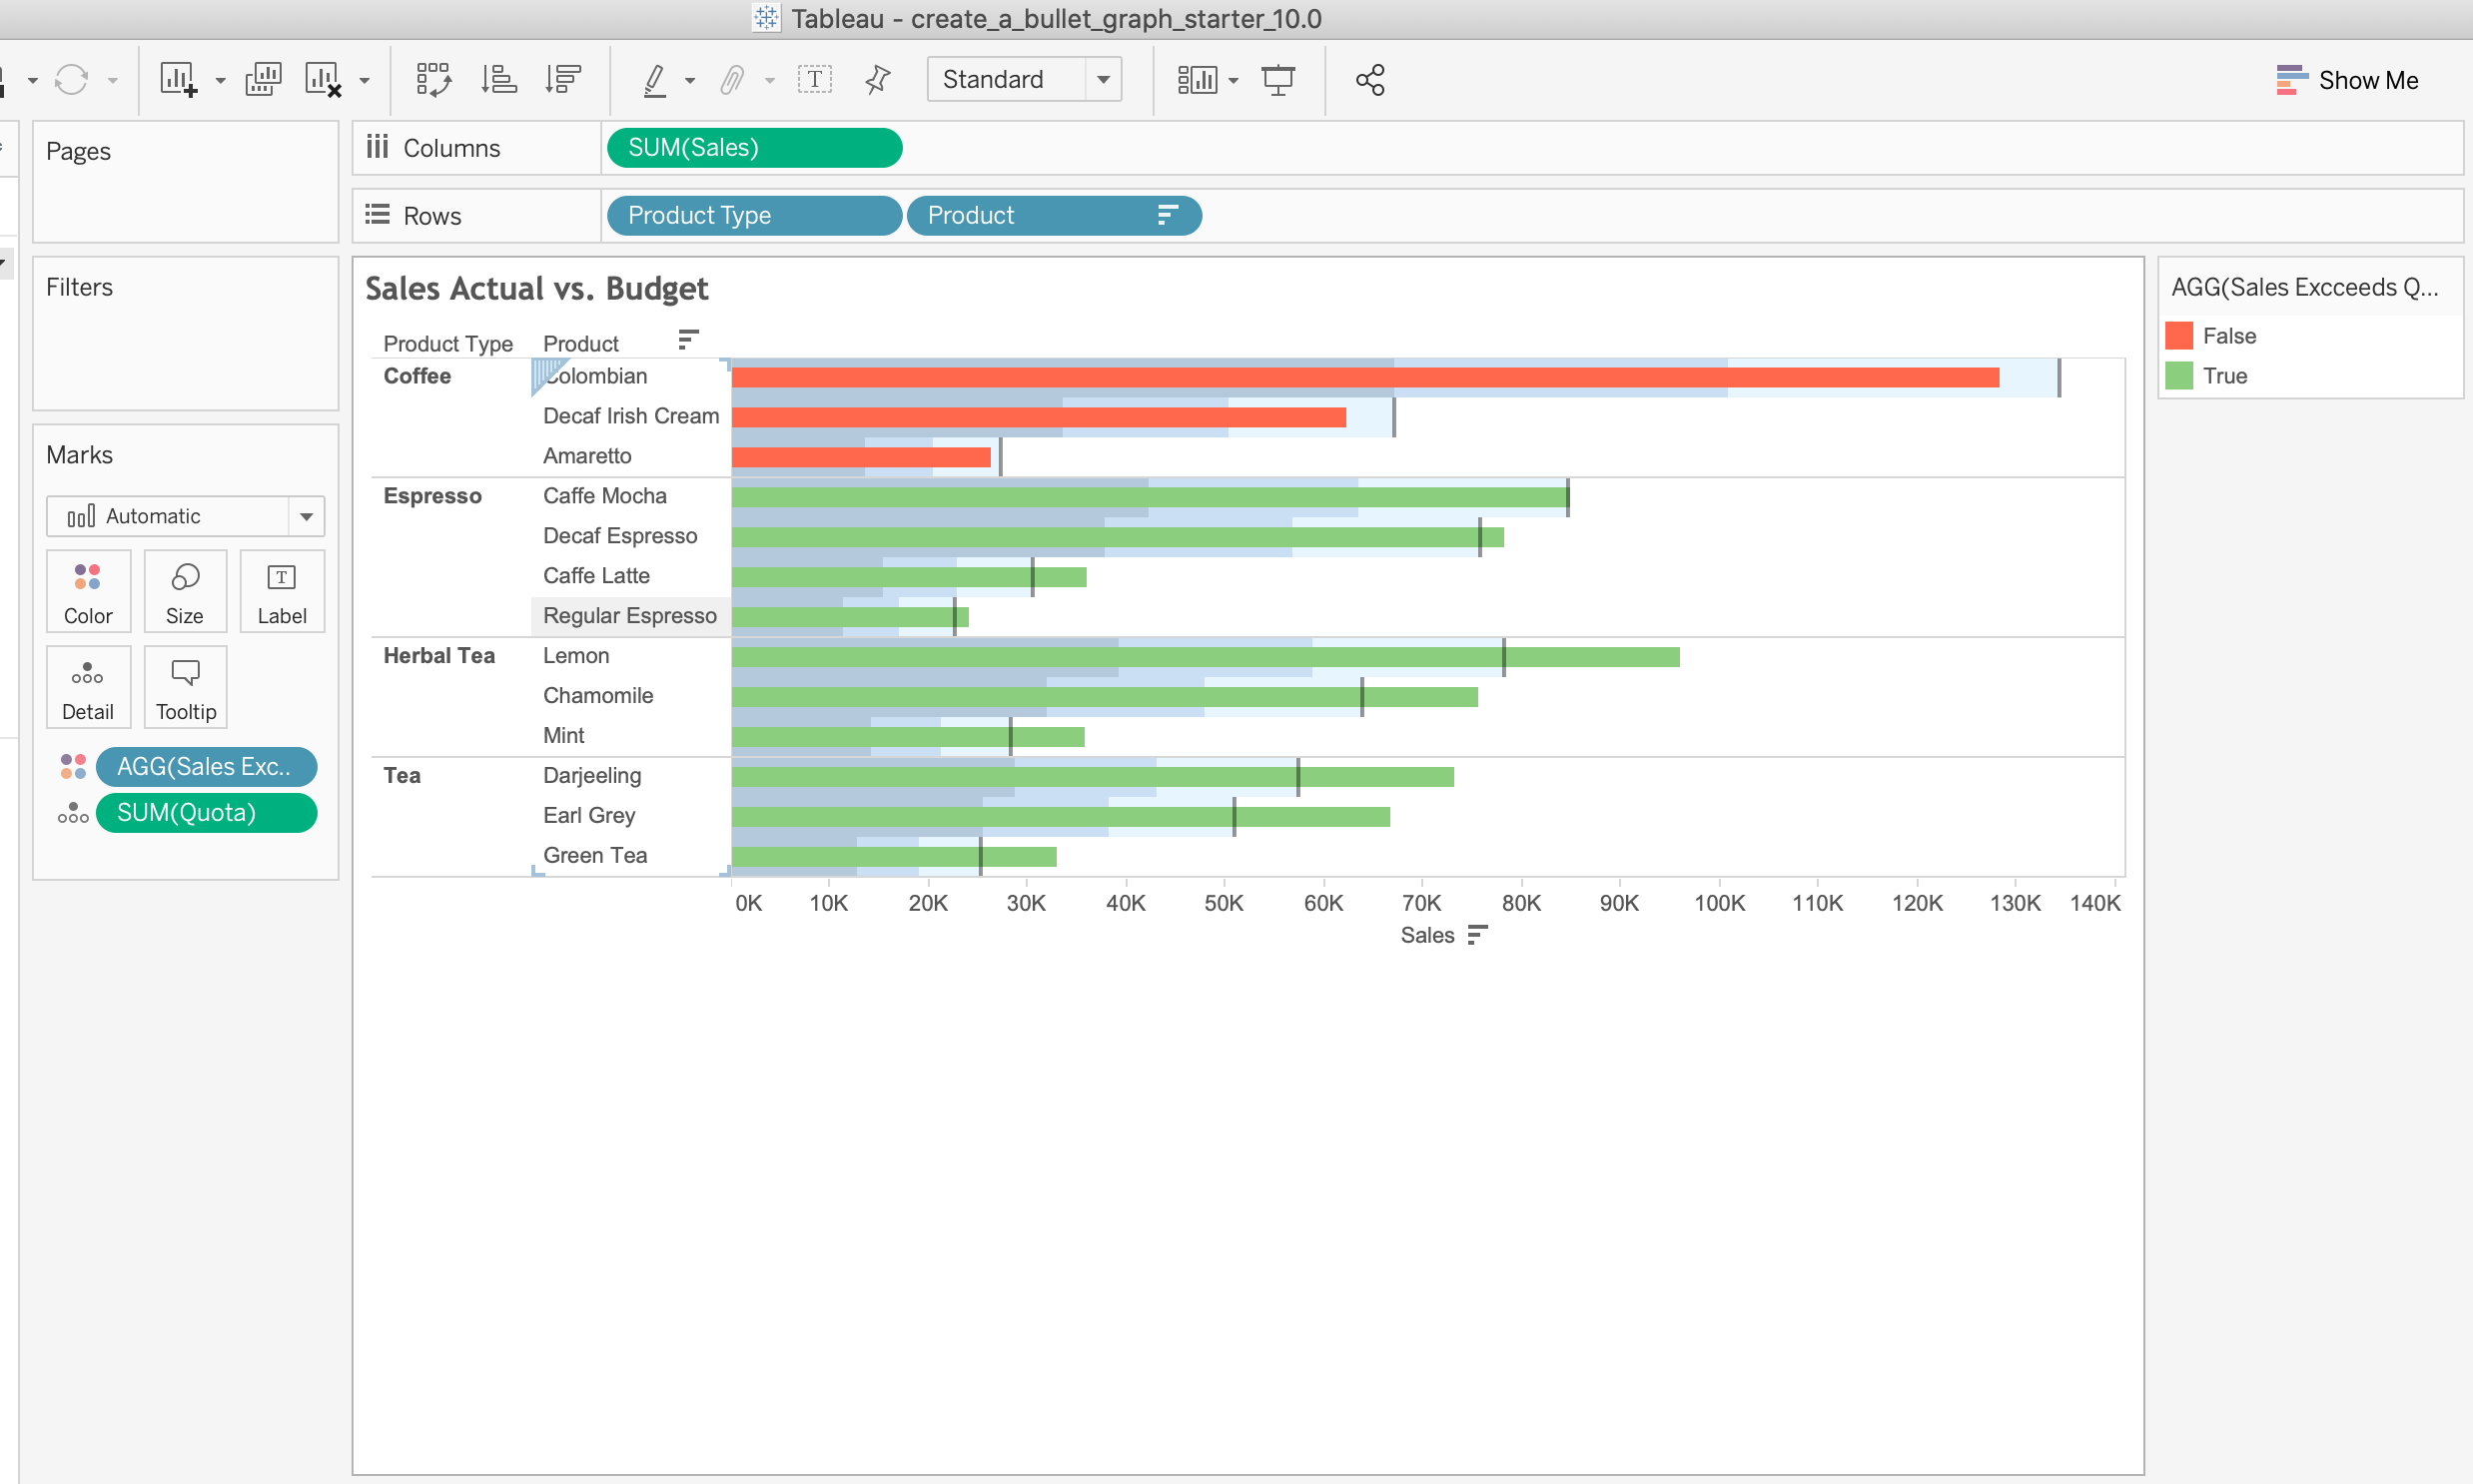 Tableau - create_a_bullet_graph_starter_10.0
Standard
Show Me
Pages
Columns
SUM(Sales)
Rows
Product Type
Product
Filters
Marks
Automatic
Color
Size
Label
Detail
Tooltip
AGG(Sales Exc..
SUM(Quota)
Sales Actual vs. Budget
Product Type Product
Coffee Colombian
Decaf Irish Cream
Amaretto
Espresso Caffe Mocha
Decaf Espresso
Caffe Latte
Regular Espresso
Herbal Tea Lemon
Chamomile
Mint
Tea Darjeeling
Earl Grey
Green Tea
0K 10K 20K 30K 40K 50K 60K 70K 80K 90K 100K 110K 120K 130K 140K
Sales
AGG(Sales Excceeds Q...
False
True